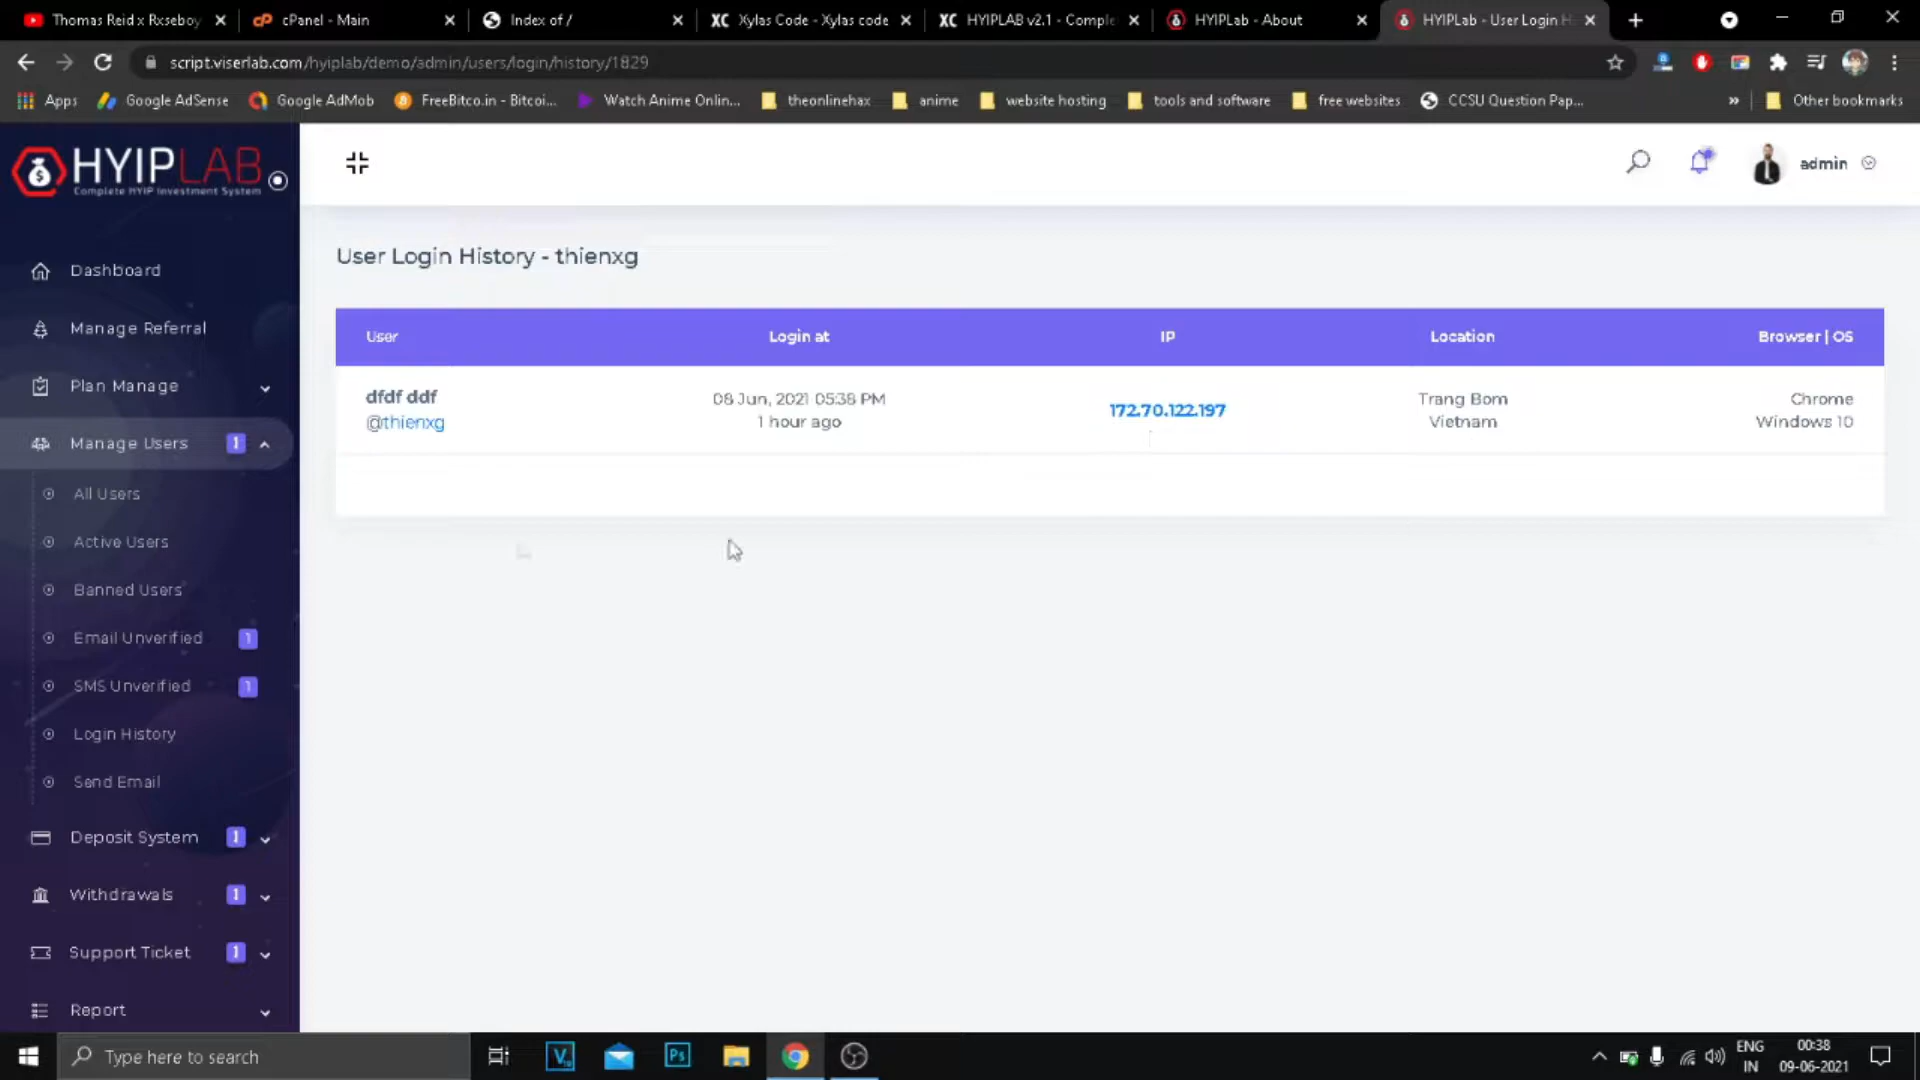 Thomas Reid x Rxseboy
cPanel - Main
Index of /
XC Xylas Code - Xylas code
XC HYIPLAB v2.1 - Comple
HYIPLab - About
HYIPLab - User Login H
script.viserlab.com/hyiplab/demo/admin/users/login/history/1829
Apps
Google AdSense
Google AdMob
FreeBitco.in - Bitcoi...
Watch Anime Onlin...
theonlinehax
anime
website hosting
tools and software
free websites
CCSU Question Pap...
»
Other bookmarks
HYIPLAB
Complete HYIP Investment System
admin
Dashboard
Manage Referral
Plan Manage
Manage Users 1
All Users
Active Users
Banned Users
Email Unverified 1
SMS Unverified 1
Login History
Send Email
Deposit System 1
Withdrawals 1
Support Ticket 1
Report
User Login History - thienxg
User Login at IP Location Browser | OS
dfdf ddf
@thienxg
08 Jun, 2021 05:38 PM
1 hour ago
172.70.122.197
Trang Bom
Vietnam
Chrome
Windows 10
Type here to search
Ps
ENG
IN
00:38
09-06-2021